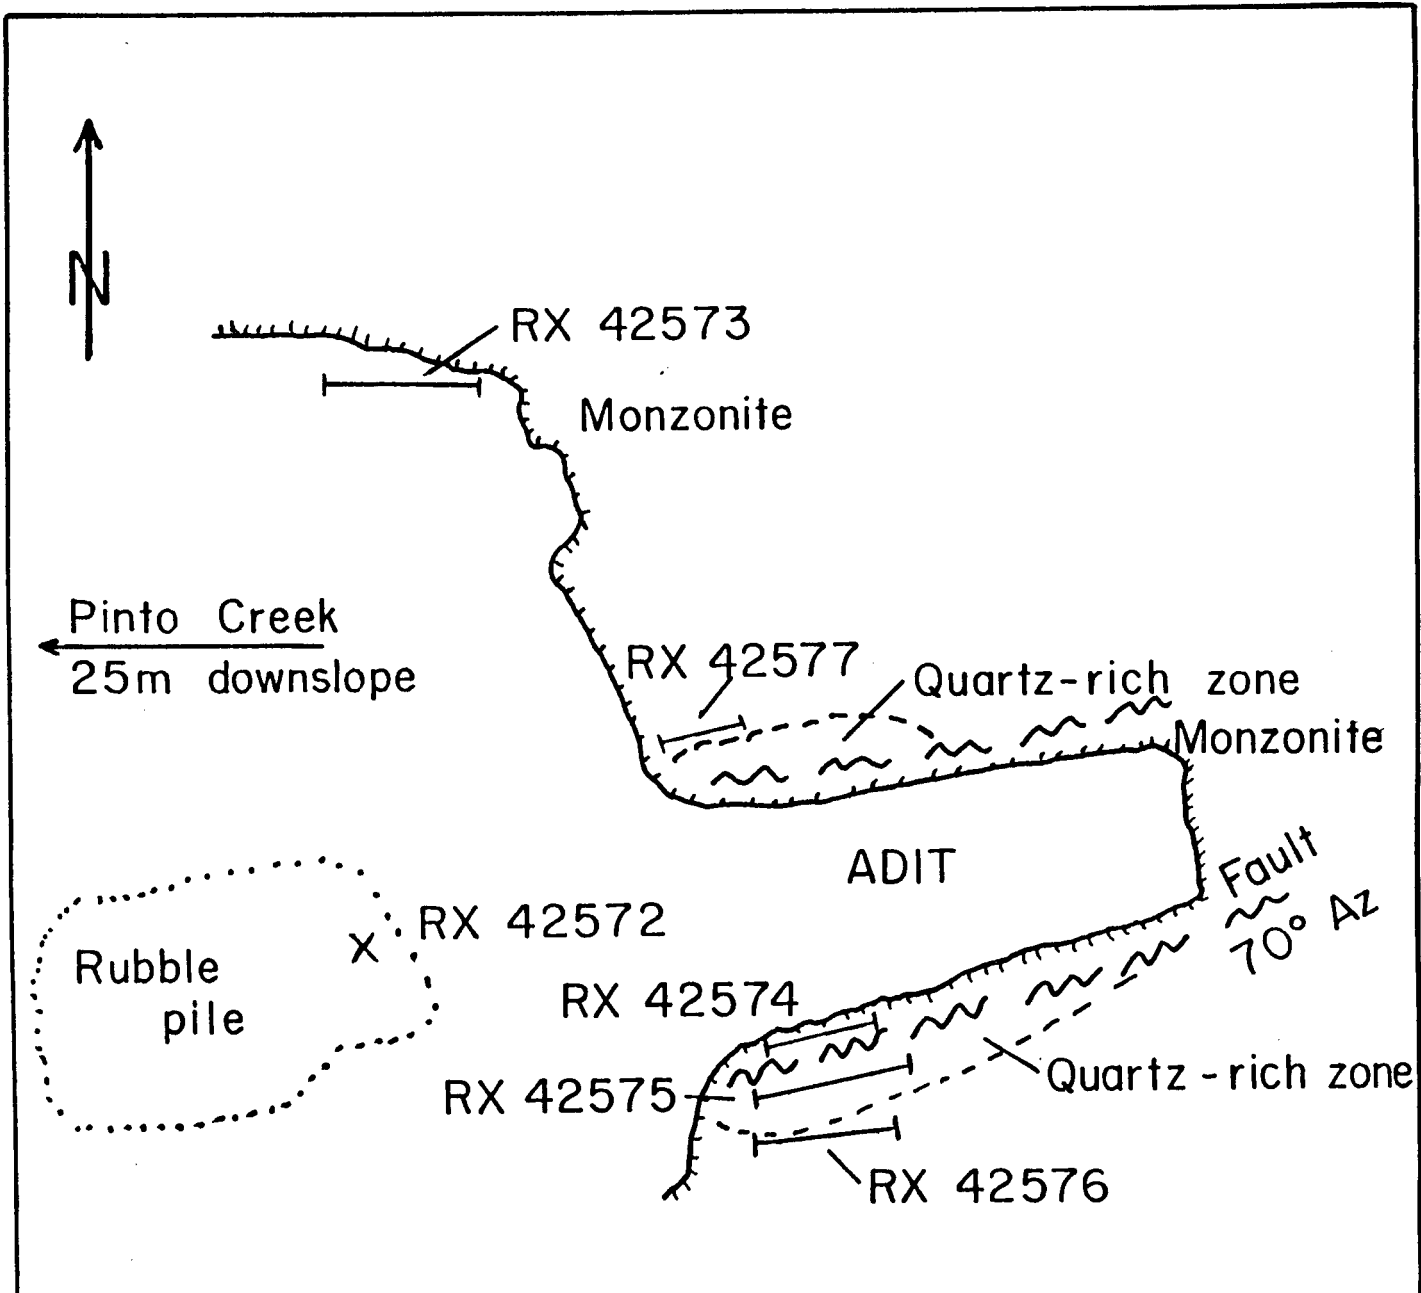 N
RX 42573
Monzonite
Pinto Creek
25m downslope
RX 42577
Quartz-rich zone
Monzonite
ADIT
Fault
70° Az
RX 42572
Rubble
pile
RX 42574
RX 42575
Quartz-rich zone
RX 42576